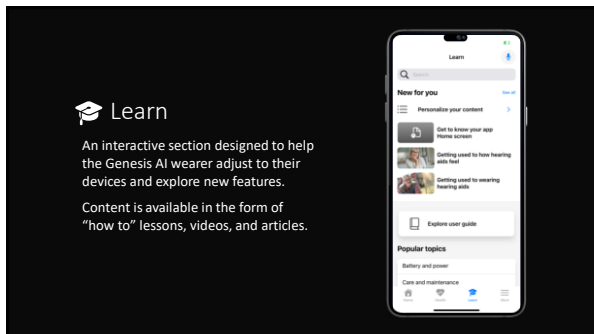 Learn
An interactive section designed to help
the Genesis AI wearer adjust to their
devices and explore new features.
Content is available in the form of
“how to” lessons, videos, and articles.
Learn
Search
New for you
See all
Personalize your content
Get to know your app
Home screen
Getting used to how hearing
aids feel
Getting used to wearing
hearing aids
Explore user guide
Popular topics
Battery and power
Care and maintenance
Home
Health
Learn
More